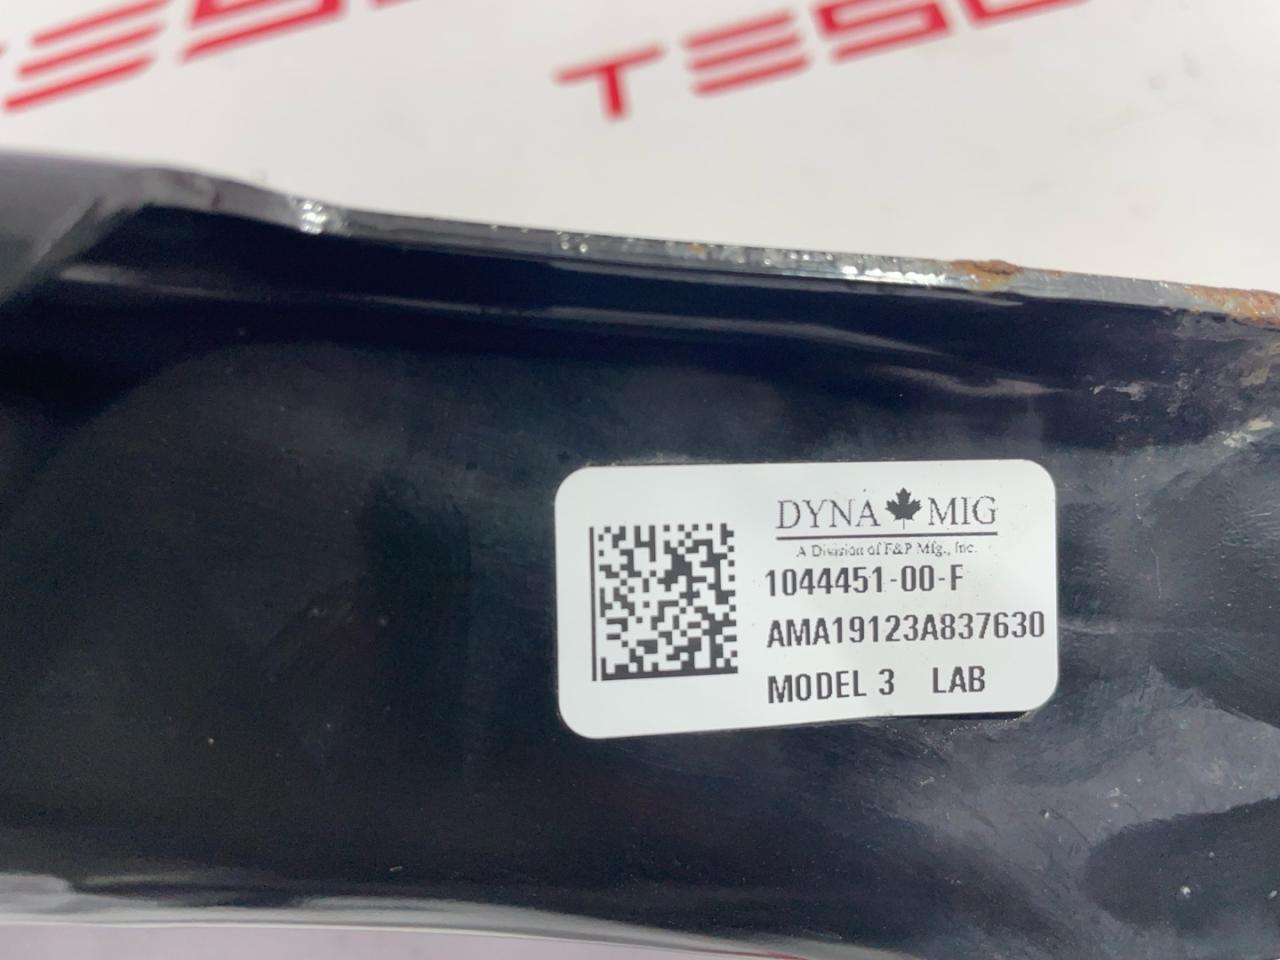 DYNA MIG
A Division of F&P Mfg., Inc.
1044451-00-F
AMA19123A837630
MODEL 3 LAB